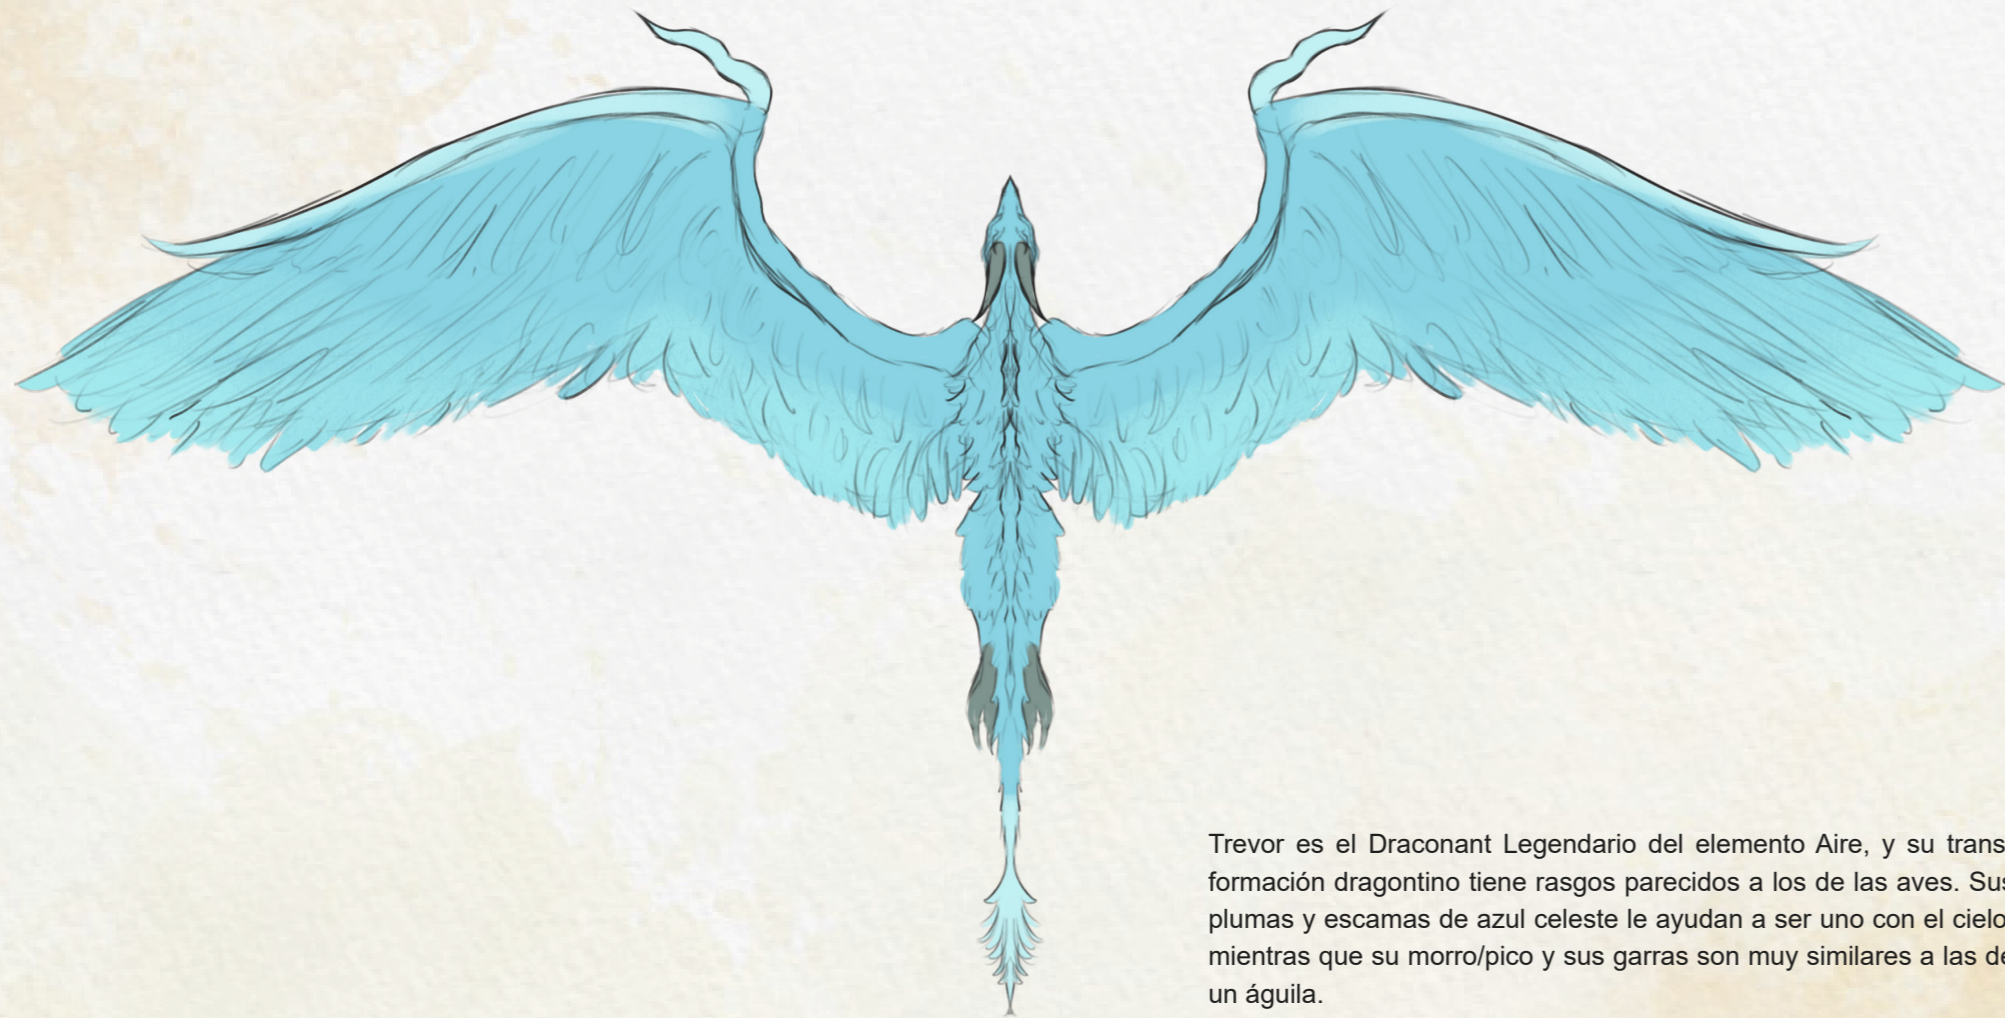 Trevor es el Draconant Legendario del elemento Aire, y su trans
formación dragontino tiene rasgos parecidos a los de las aves. Sus
plumas y escamas de azul celeste le ayudan a ser uno con el cielo
mientras que su morro/pico y sus garras son muy similares a las de
un águila.